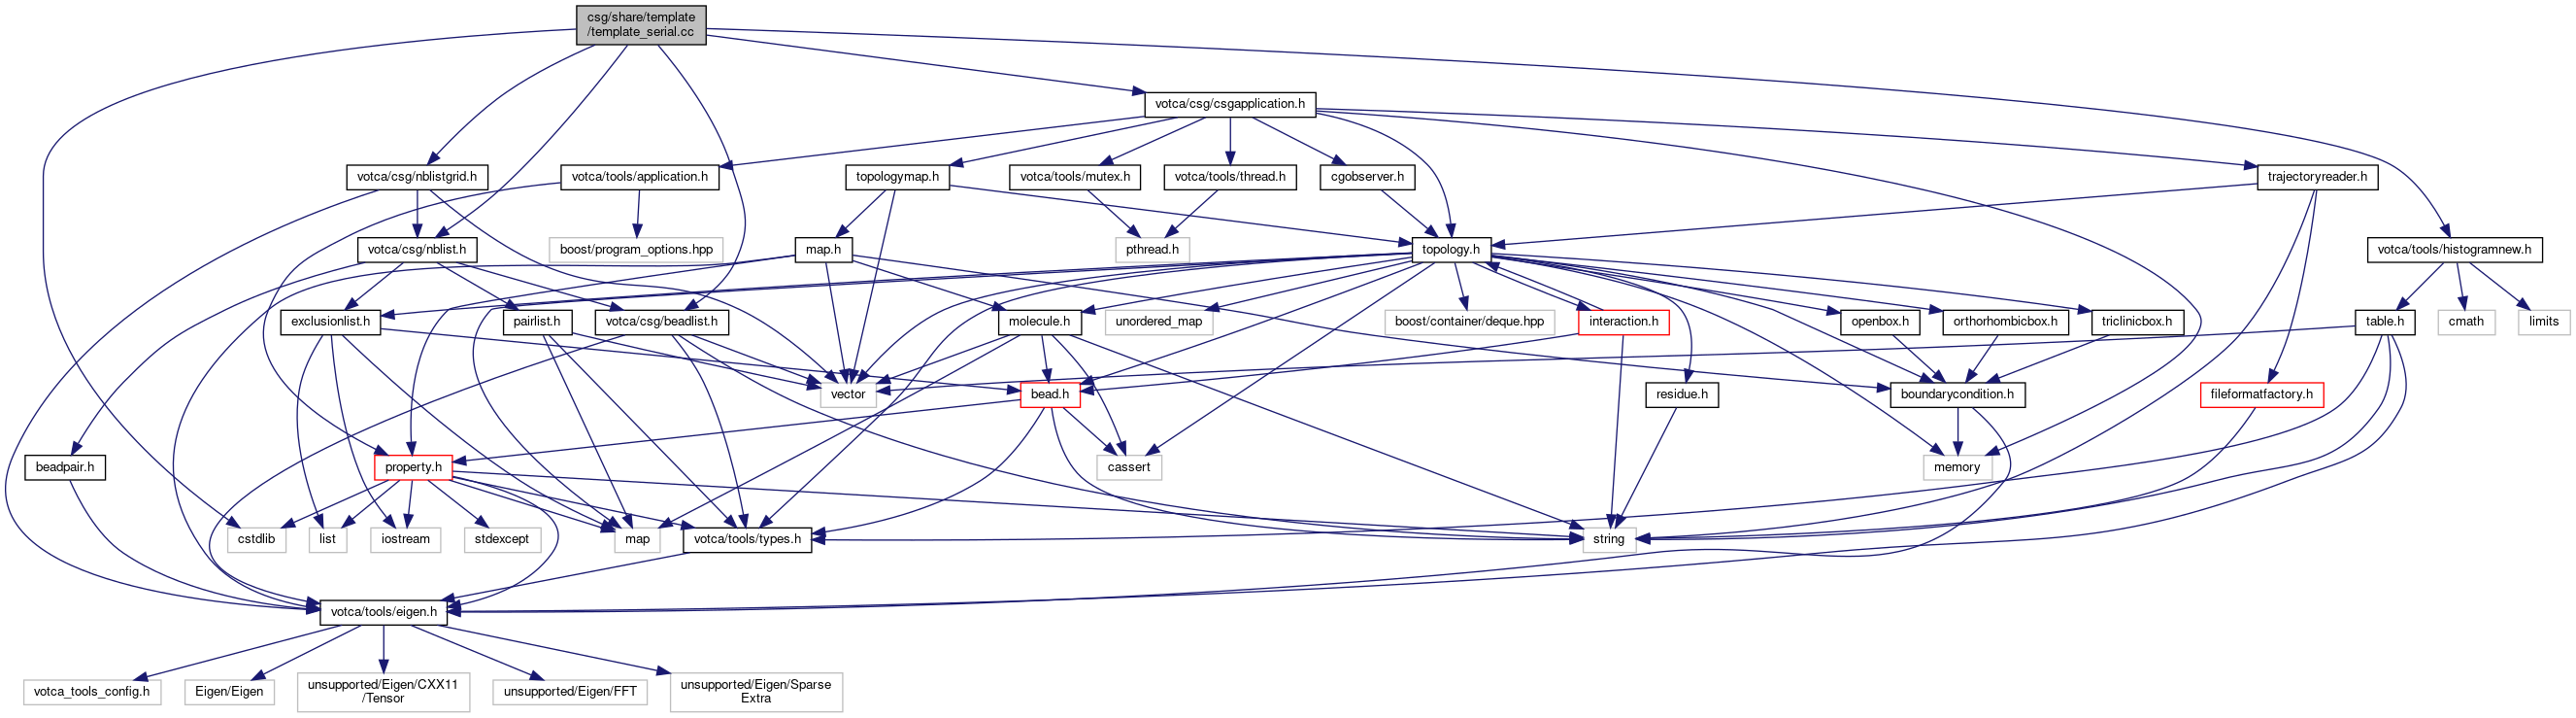 csg/share/template
/template_serial.cc
votca/csg/csgapplication.h
votca/csg/nblistgrid.h
votca/tools/application.h
topologymap.h
votca/tools/mutex.h
votca/tools/thread.h
cgobserver.h
trajectoryreader.h
votca/csg/nblist.h
boost/program_options.hpp
map.h
pthread.h
topology.h
votca/tools/histogramnew.h
exclusionlist.h
pairlist.h
votca/csg/beadlist.h
molecule.h
unordered_map
boost/container/deque.hpp
interaction.h
openbox.h
orthorhombicbox.h
triclinicbox.h
table.h
cmath
limits
vector
bead.h
residue.h
boundarycondition.h
fileformatfactory.h
beadpair.h
property.h
cassert
memory
cstdlib
list
iostream
stdexcept
map
votca/tools/types.h
string
votca/tools/eigen.h
votca_tools_config.h
Eigen/Eigen
unsupported/Eigen/CXX11
/Tensor
unsupported/Eigen/FFT
unsupported/Eigen/Sparse
Extra